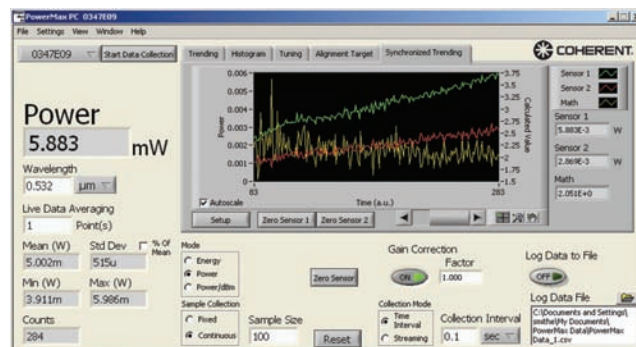 PowerMax PC 0347E09
File Settings View Window Help
0347E09 Start Data Collection
Trending Histogram Tuning Alignment Target Synchronized Trending
COHERENT.
Power
5.883 mW
Wavelength
0.532 µm
Live Data Averaging
1 Point(s)
Mean (W) Std Dev % Of Mean
5.002m 515u
Min (W) Max (W)
3.911m 5.986m
Counts
284
Power
0.006
0.005
0.004
0.003
0.002
0.001
0
83 283
Time (a.u.)
3.75
3.5
3.25
3
2.75
2.5
2.25
2
1.75
1.5
Calculated Value
Autoscale
Setup Zero Sensor 1 Zero Sensor 2
Sensor 1
Sensor 2
Math
Sensor 1
5.883E-3 W
Sensor 2
2.869E-3 W
Math
2.051E+0
Mode
Energy
Power
Power/dBm
Zero Sensor
Gain Correction
ON
Factor
1.000
Log Data to File
OFF
Sample Collection
Fixed
Continuous
Sample Size
100
Reset
Collection Mode
Time Interval
Streaming
Collection Interval
0.1 sec
Log Data File
C:\Documents and Settings\
smithe\My Documents\
PowerMax Data\PowerMax
Data_1.csv